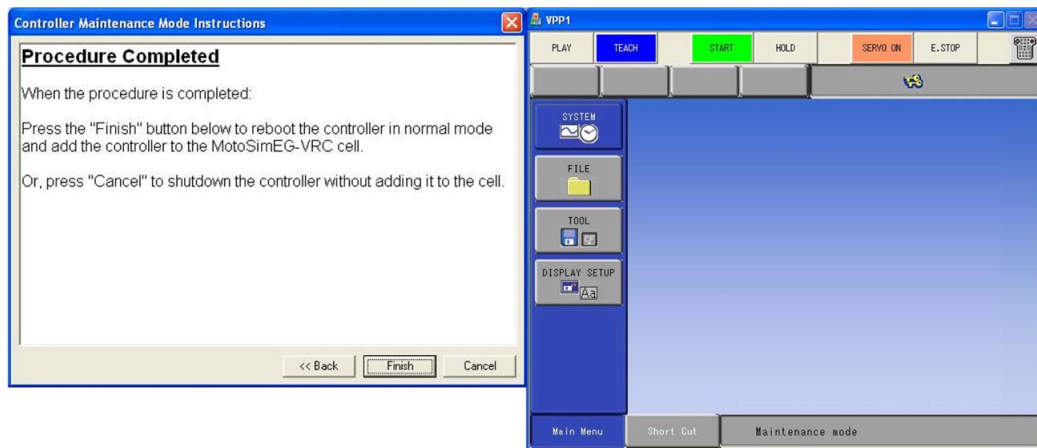 Controller Maintenance Mode Instructions
Procedure Completed
When the procedure is completed:
Press the "Finish" button below to reboot the controller in normal mode
and add the controller to the MotoSimEG-VRC cell.
Or, press "Cancel" to shutdown the controller without adding it to the cell.
<< Back
Finish
Cancel
VPP1
PLAY
TEACH
START
HOLD
SERVO ON
E.STOP
SYSTEM
FILE
TOOL
DISPLAY SETUP
Aa
Main Menu
Short Cut
Maintenance mode